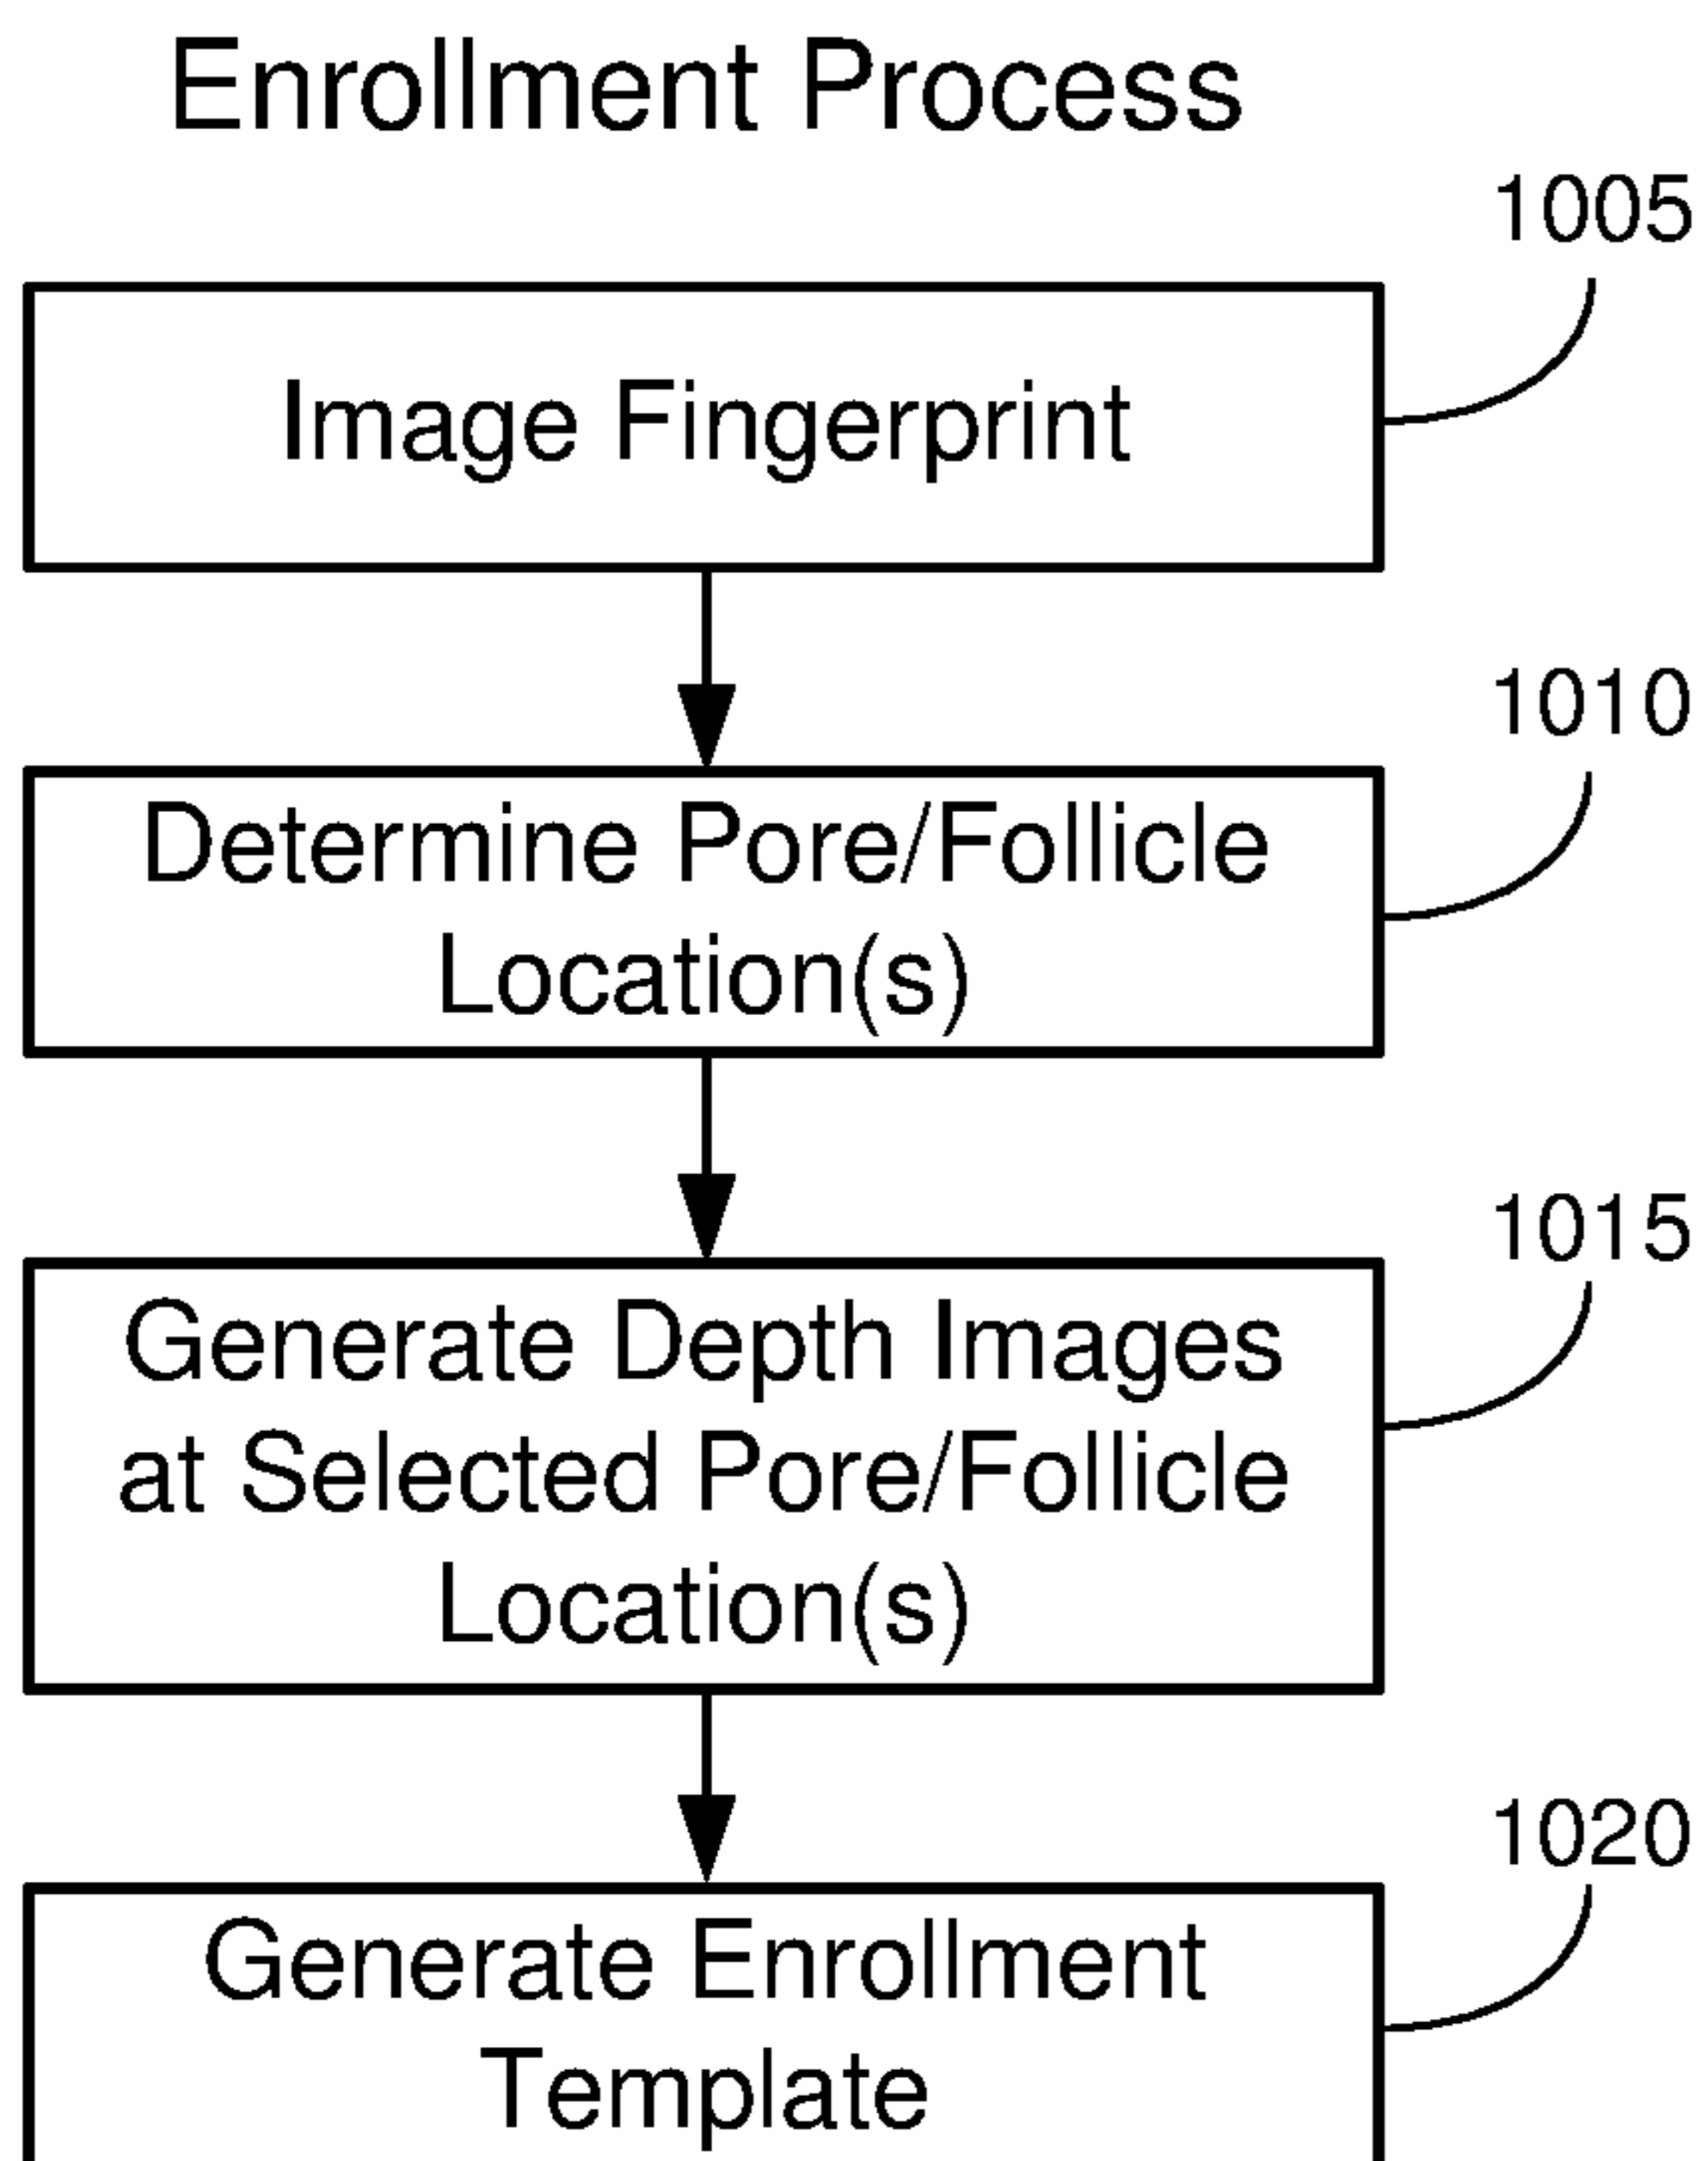 Enrollment Process
1005
Image Fingerprint
1010
Determine Pore/Follicle
Location(s)
1015
Generate Depth Images
at Selected Pore/Follicle
Location(s)
1020
Generate Enrollment
Template